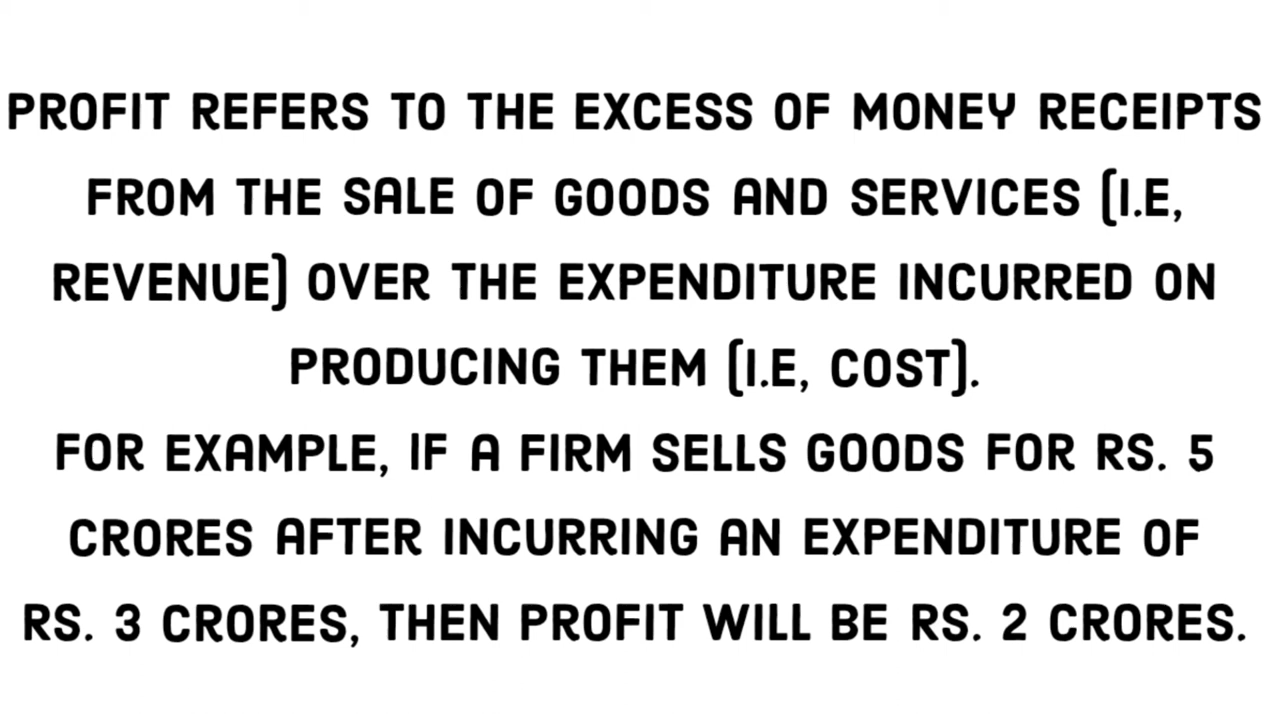 PROFIT REFERS TO THE EXCESS OF MONEY RECEIPTS
FROM THE SALE OF GOODS AND SERVICES (I.E,
REVENUE) OVER THE EXPENDITURE INCURRED ON
PRODUCING THEM (I.E, COST).
FOR EXAMPLE, IF A FIRM SELLS GOODS FOR RS. 5
CRORES AFTER INCURRING AN EXPENDITURE OF
RS. 3 CRORES, THEN PROFIT WILL BE RS. 2 CRORES.